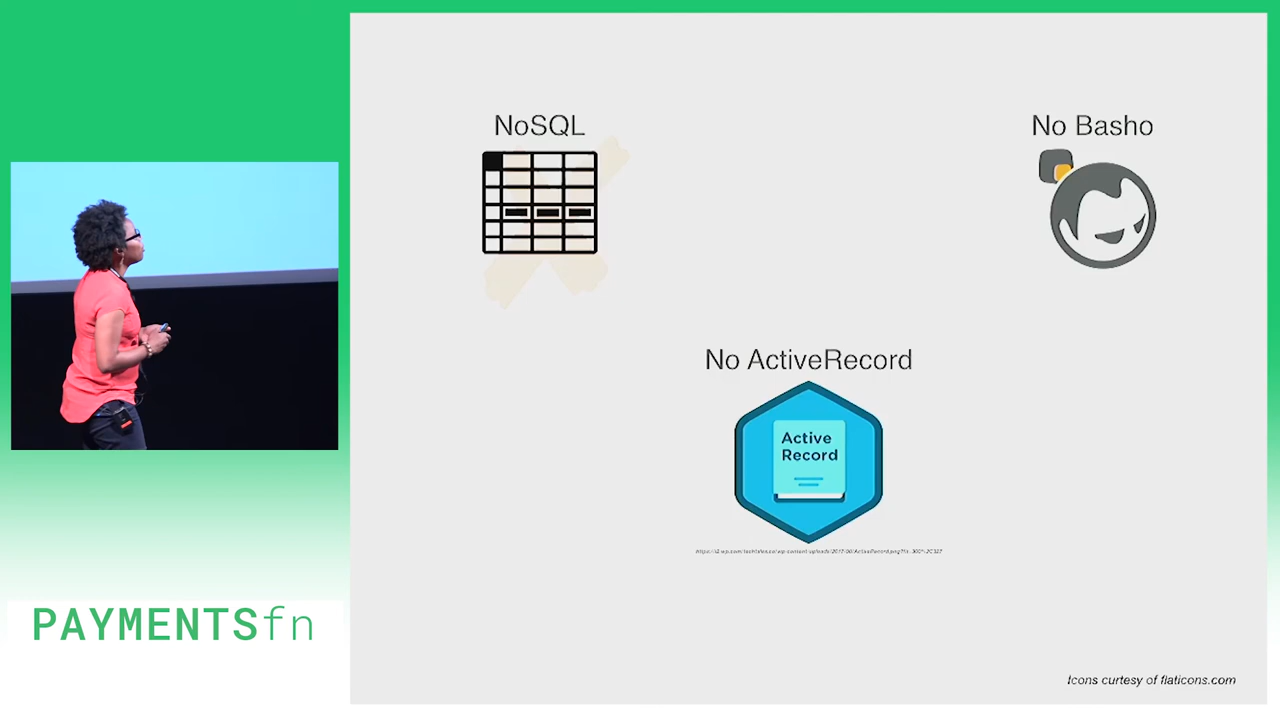 NoSQL
No Basho
No ActiveRecord
Active
Record
Icons curtesy of flaticons.com
PAYMENTSfn